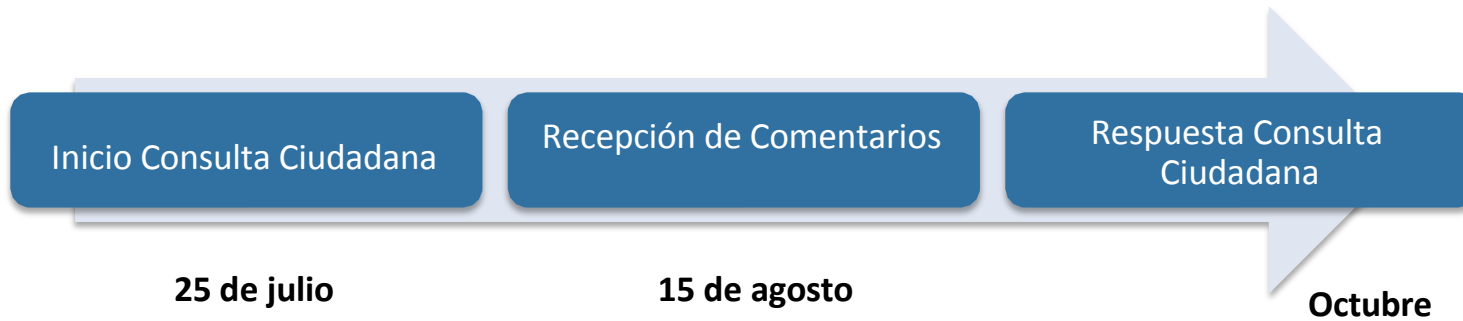 Inicio Consulta Ciudadana
Recepción de Comentarios
Respuesta Consulta
Ciudadana
25 de julio
15 de agosto
Octubre